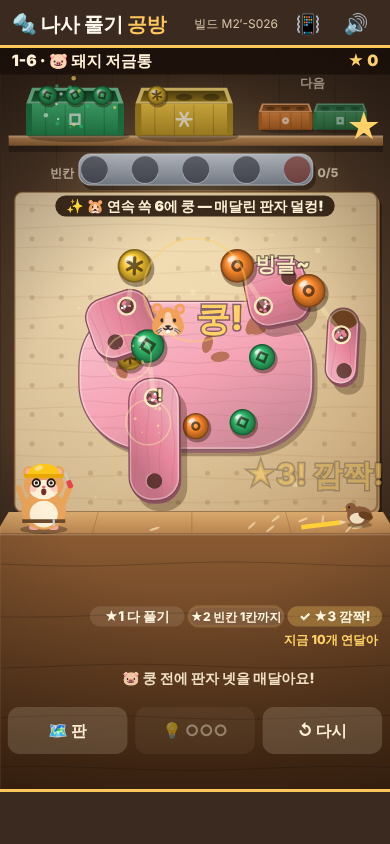 나사 풀기 공방
빌드 M2'-S026
1-6 · 돼지 저금통
★ 0
다음
빈칸
0/5
연속 쏙 6에 쿵 — 매달린 판자 덜컹!
빙글~
쿵!
!
★3! 깜짝!
★1 다 풀기
★2 빈칸 1칸까지
✓ ★3 깜짝!
지금 10개 연달아
쿵 전에 판자 넷을 매달아요!
판
다시